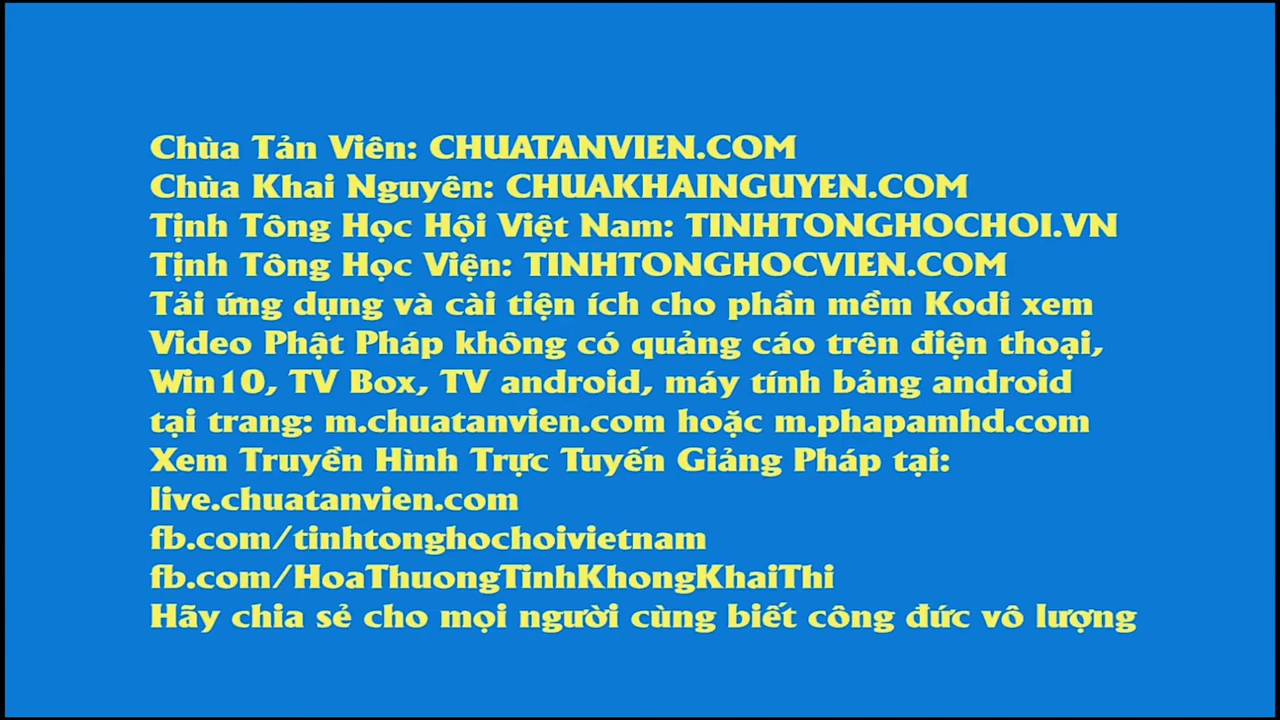 Chùa Tản Viên: CHUATANVIEN.COM
Chùa Khai Nguyên: CHUAKHAINGUYEN.COM
Tịnh Tông Học Hội Việt Nam: TINHTONGHOCHOI.VN
Tịnh Tông Học Viện: TINHTONGHOCVIEN.COM
Tải ứng dụng và cài tiện ích cho phần mềm Kodi xem
Video Phật Pháp không có quảng cáo trên điện thoại,
Win10, TV Box, TV android, máy tính bảng android
tại trang: m.chuatanvien.com hoặc m.phapamhd.com
Xem Truyền Hình Trực Tuyến Giảng Pháp tại:
live.chuatanvien.com
fb.com/tinhtonghochoivietnam
fb.com/HoaThuongTinhKhongKhaiThi
Hãy chia sẻ cho mọi người cùng biết công đức vô lượng